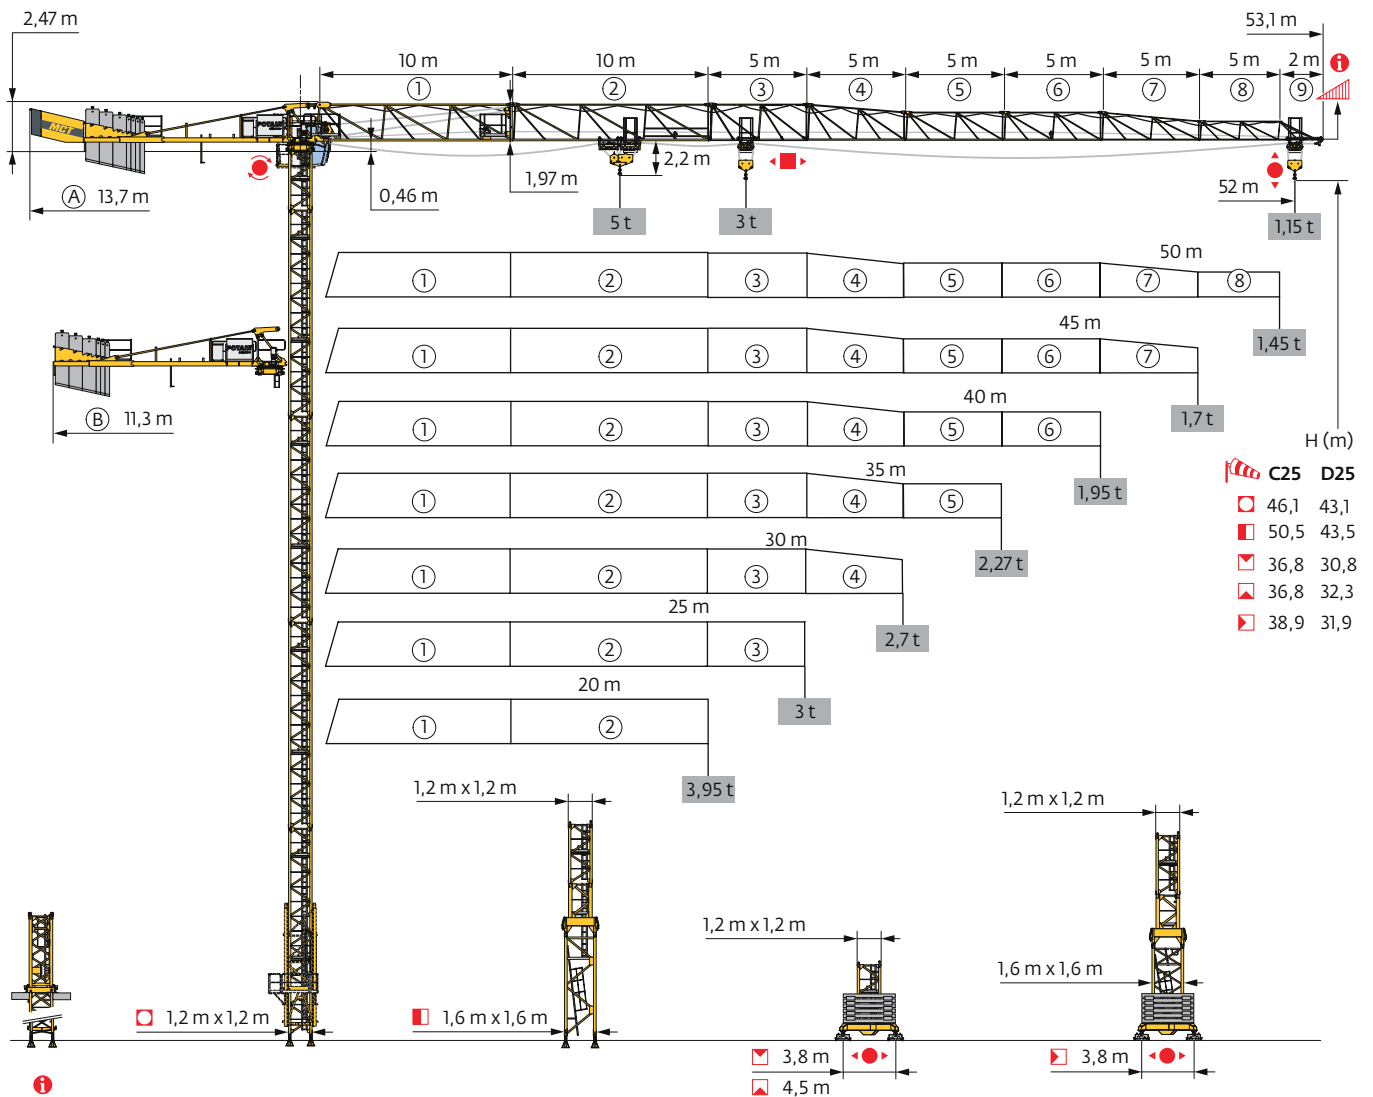 2,47 m
53,1 m
10 m 10 m 5 m 5 m 5 m 5 m 5 m 5 m 2 m
i
① ② ③ ④ ⑤ ⑥ ⑦ ⑧ ⑨
MCT
POTAIN
2,2 m
1,97 m
0,46 m
Ⓐ 13,7 m
52 m
5 t
3 t
1,15 t
50 m
① ② ③ ④ ⑤ ⑥ ⑦ ⑧
1,45 t
45 m
① ② ③ ④ ⑤ ⑥ ⑦
1,7 t
POTAIN
Ⓑ 11,3 m
40 m
① ② ③ ④ ⑤ ⑥
1,95 t
H (m)
C25 D25
46,1 43,1
50,5 43,5
36,8 30,8
36,8 32,3
38,9 31,9
35 m
① ② ③ ④ ⑤
2,27 t
30 m
① ② ③ ④
2,7 t
25 m
① ② ③
3 t
20 m
① ②
3,95 t
1,2 m x 1,2 m
1,2 m x 1,2 m
1,2 m x 1,2 m
1,6 m x 1,6 m
1,2 m x 1,2 m
1,6 m x 1,6 m
3,8 m
3,8 m
4,5 m
i